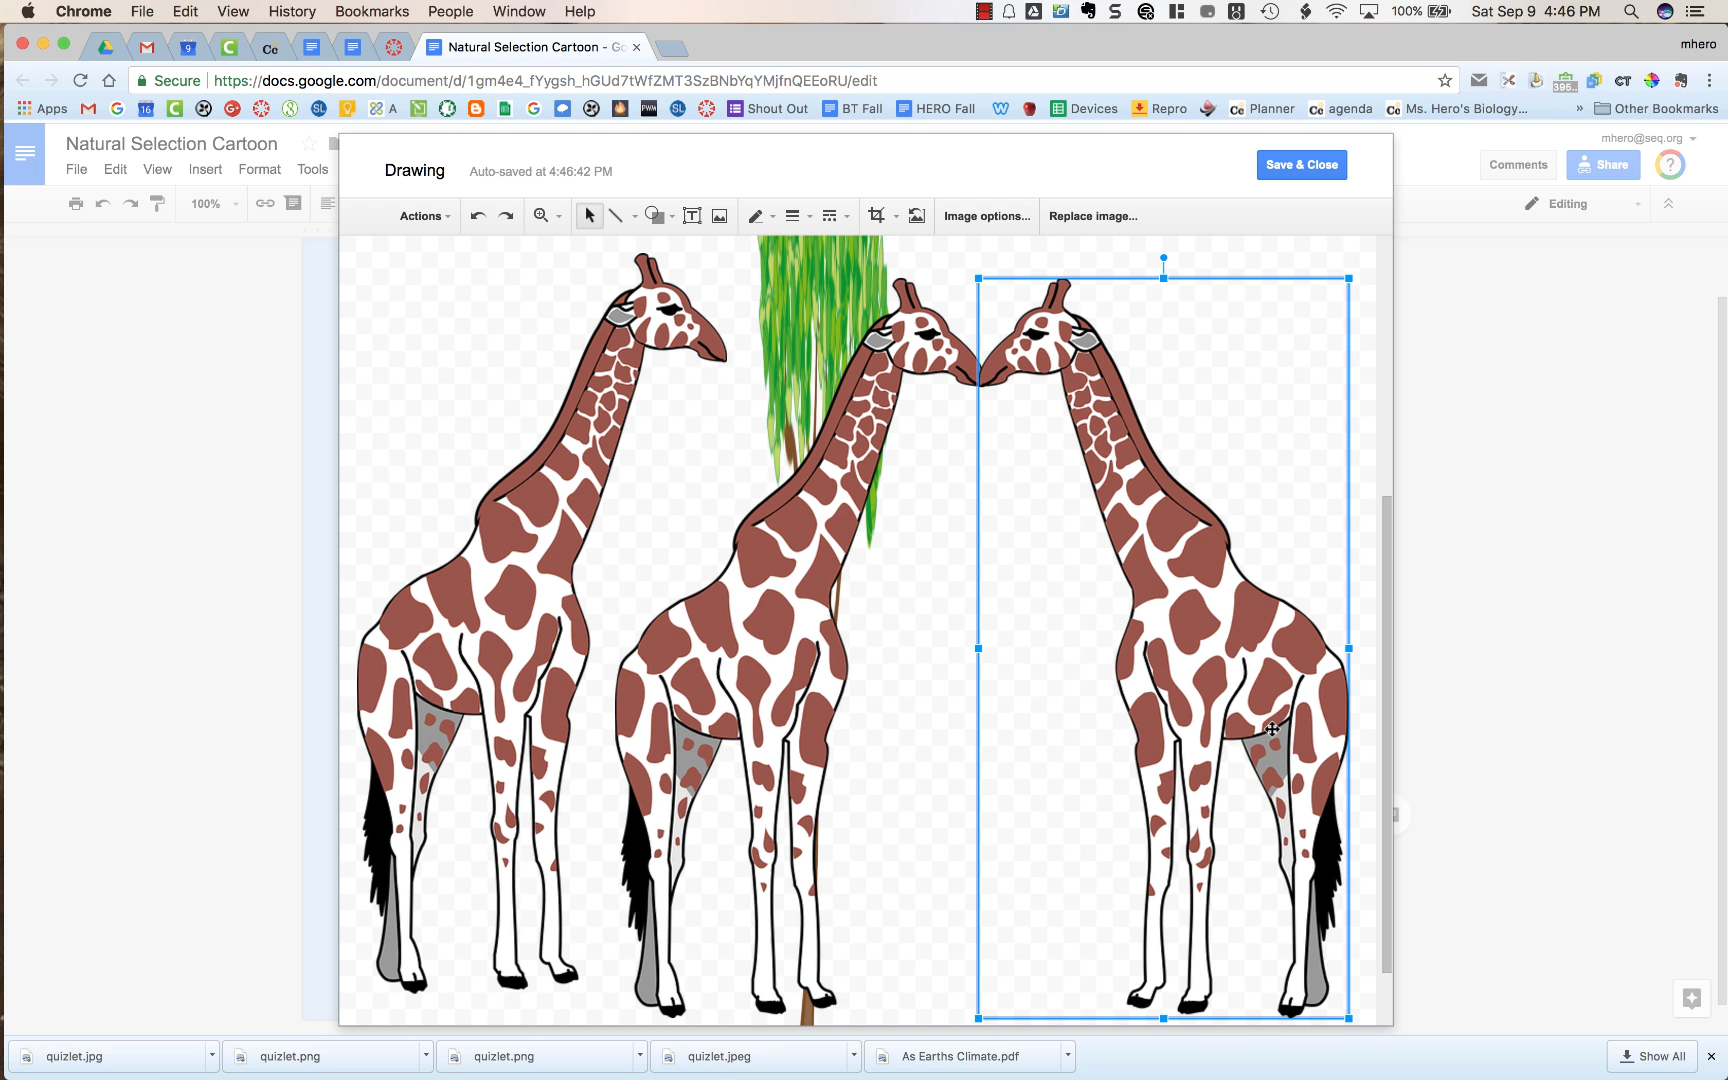 Chrome File Edit View History Bookmarks People Window Help 100% Sat Sep 9 4:46 PM
9 C Cc Natural Selection Cartoon - Go mhero
Secure https://docs.google.com/document/d/1gm4e4_fYygsh_hGUd7tWfZMT3SzBNbYqYMjfnQEEoRU/edit
Apps Shout Out BT Fall HERO Fall Devices Repro Planner agenda Ms. Hero's Biology... » Other Bookmarks
Natural Selection Cartoon mhero@seq.org
File Edit View Insert Format Tools Comments Share
Drawing Auto-saved at 4:46:42 PM Save & Close
100% Editing
Actions Image options... Replace image...
quizlet.jpg quizlet.png quizlet.png quizlet.jpeg As Earths Climate.pdf Show All